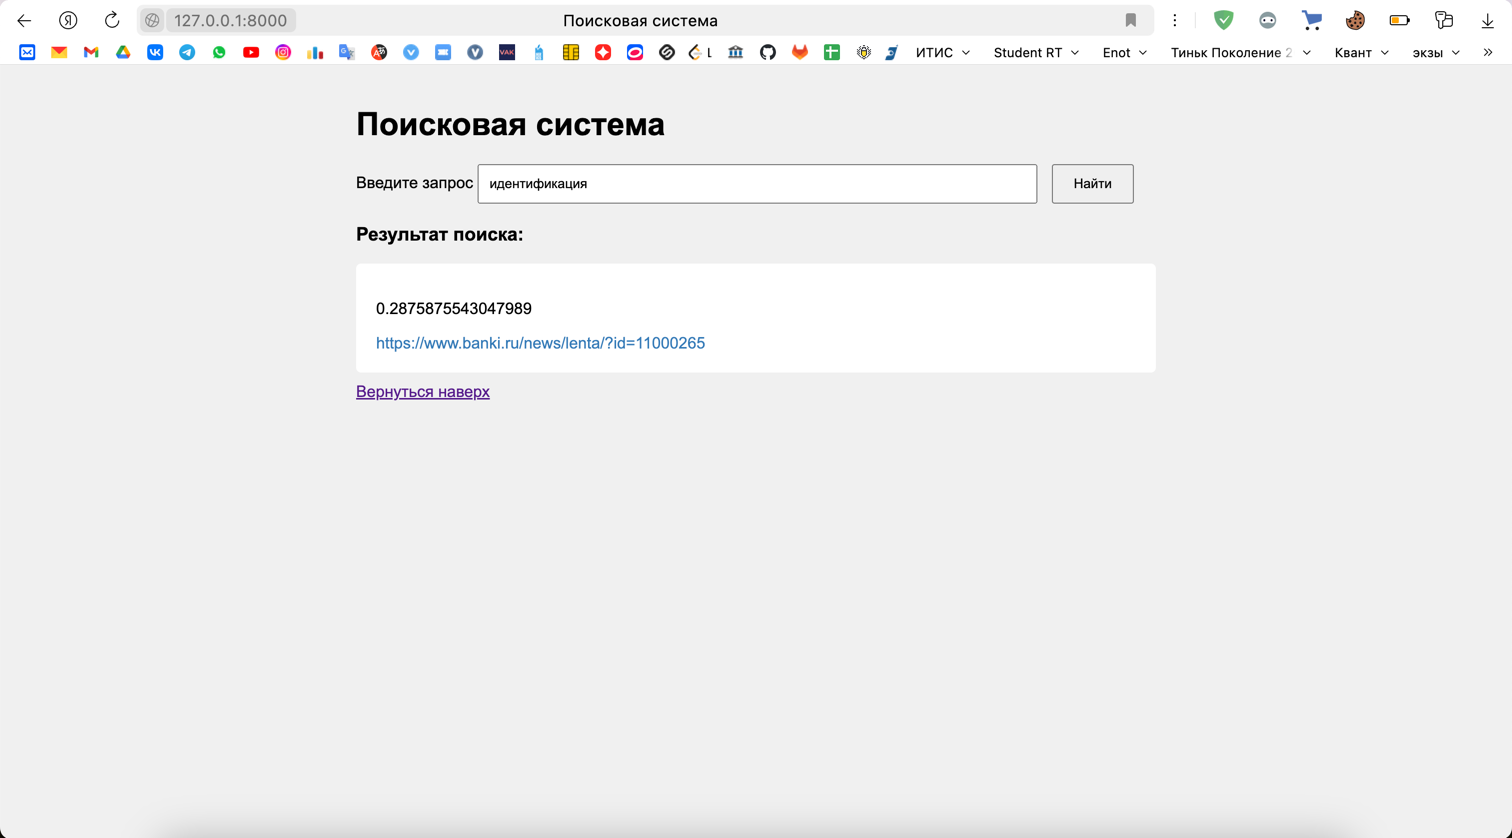 127.0.0.1:8000 Поисковая система
VAK L ИТИС Student RT Enot Тиньк Поколение 2 Квант экзы
Поисковая система
Введите запрос идентификация Найти
Результат поиска:
0.2875875543047989
https://www.banki.ru/news/lenta/?id=11000265
Вернуться наверх